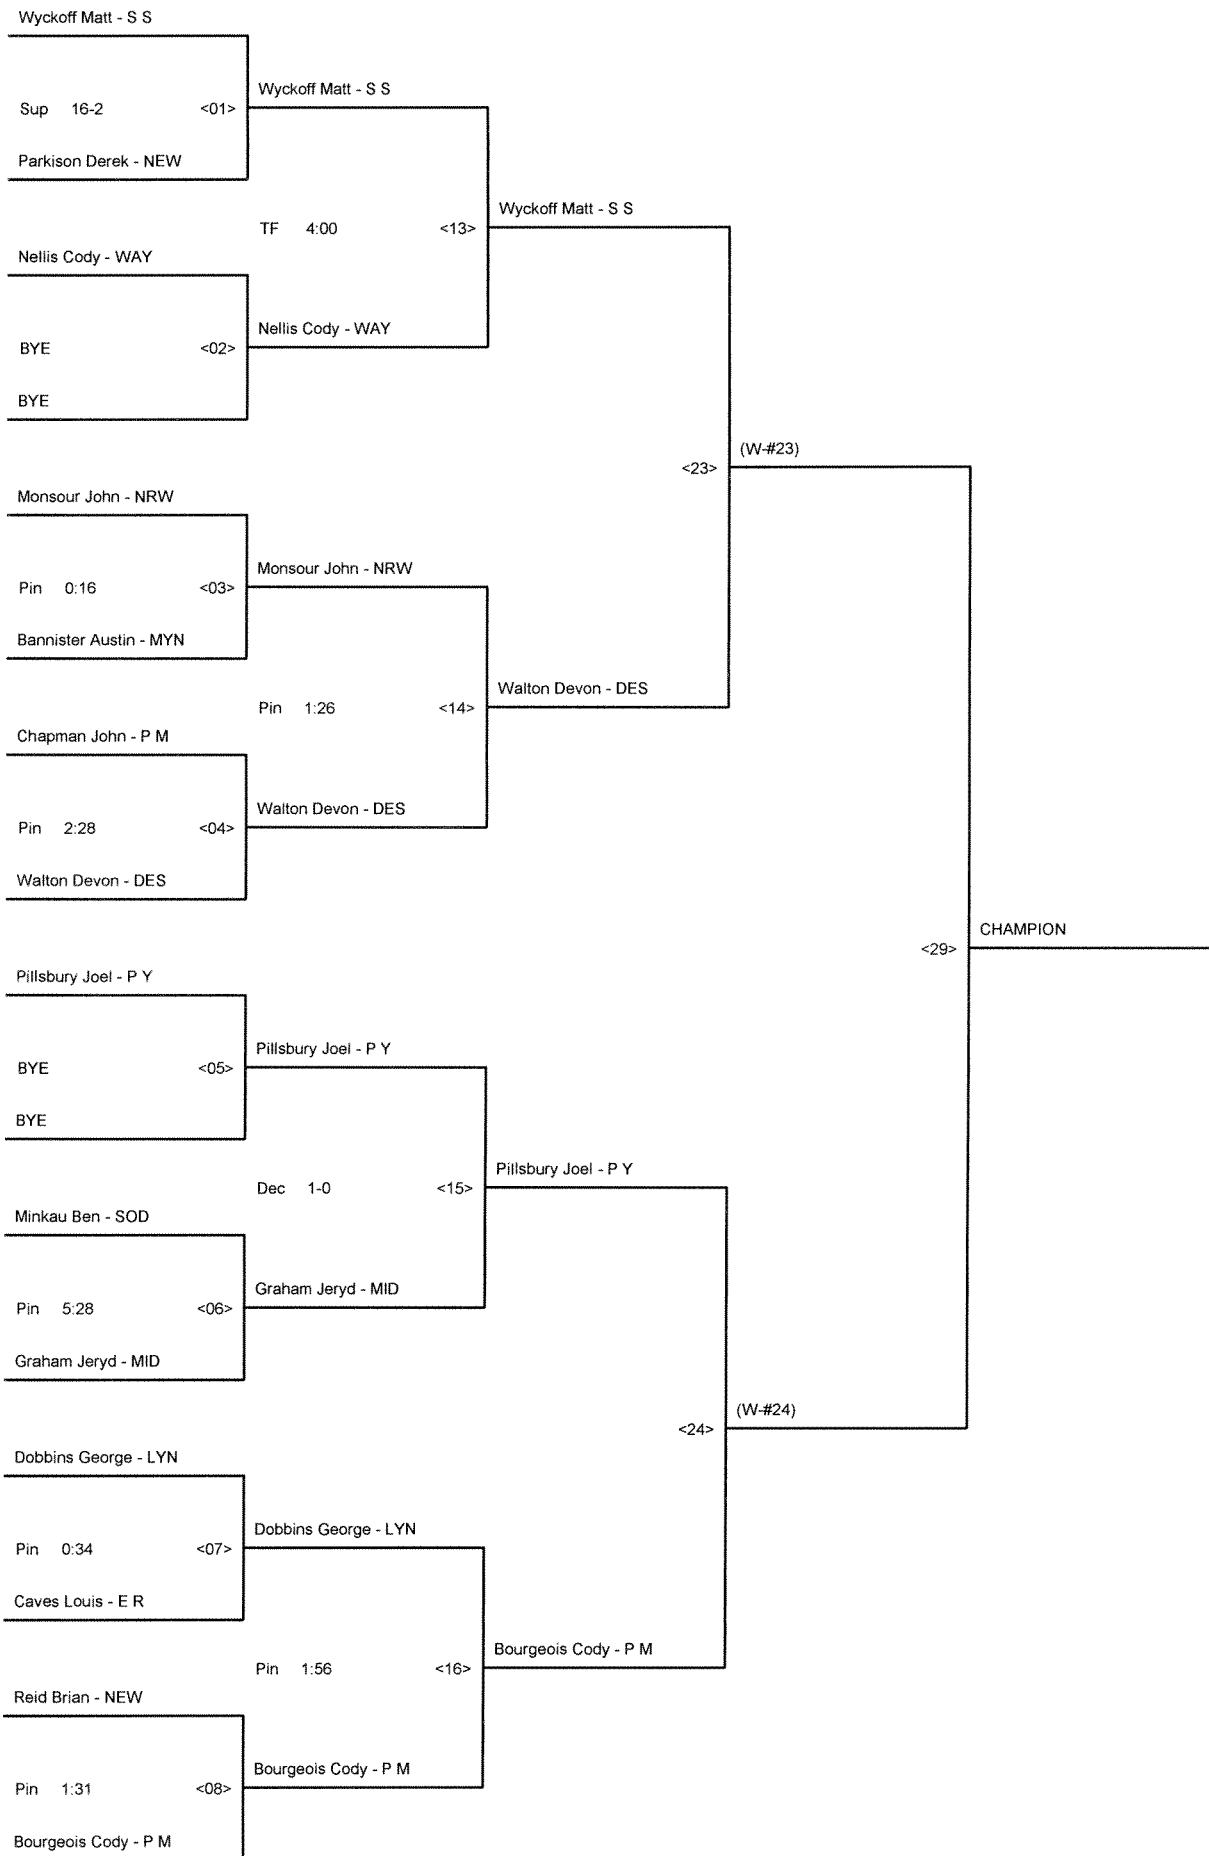 Wyckoff Matt - S S
Wyckoff Matt - S S
Sup 16-2 <01>
Parkison Derek - NEW
Wyckoff Matt - S S
TF 4:00 <13>
Nellis Cody - WAY
Nellis Cody - WAY
BYE <02>
BYE
(W-#23)
<23>
Monsour John - NRW
Monsour John - NRW
Pin 0:16 <03>
Bannister Austin - MYN
Walton Devon - DES
Pin 1:26 <14>
Chapman John - P M
Walton Devon - DES
Pin 2:28 <04>
Walton Devon - DES
CHAMPION
<29>
Pillsbury Joel - P Y
Pillsbury Joel - P Y
BYE <05>
BYE
Pillsbury Joel - P Y
Dec 1-0 <15>
Minkau Ben - SOD
Graham Jeryd - MID
Pin 5:28 <06>
Graham Jeryd - MID
(W-#24)
<24>
Dobbins George - LYN
Dobbins George - LYN
Pin 0:34 <07>
Caves Louis - E R
Bourgeois Cody - P M
Pin 1:56 <16>
Reid Brian - NEW
Bourgeois Cody - P M
Pin 1:31 <08>
Bourgeois Cody - P M